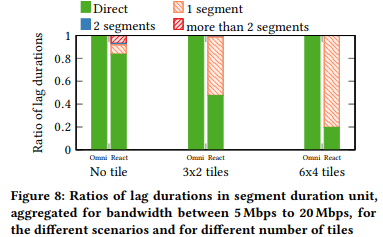 Direct
1 segment
2 segments
more than 2 segments
Ratio of lag durations
1
0.8
0.6
0.4
0.2
0
Omni React
Omni React
Omni React
No tile
3x2 tiles
6x4 tiles
Figure 8: Ratios of lag durations in segment duration unit,
aggregated for bandwidth between 5 Mbps to 20 Mbps, for
the different scenarios and for different number of tiles